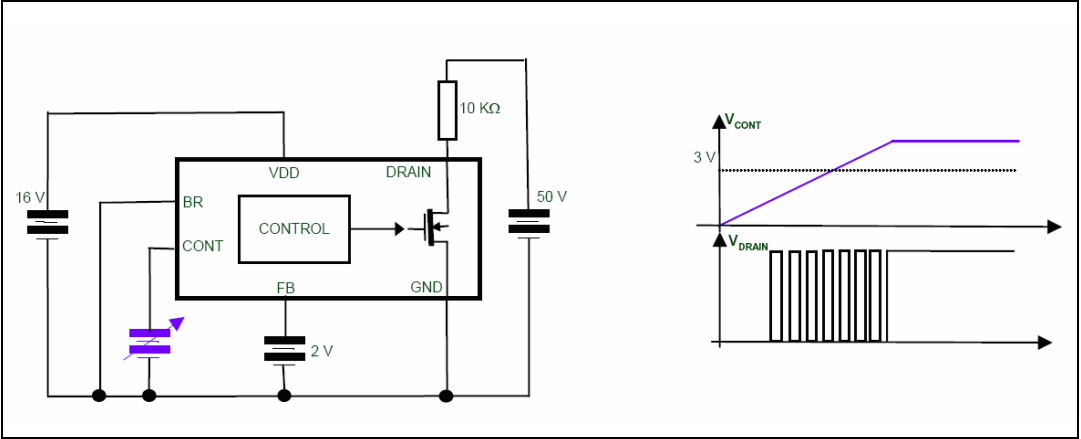 10 KΩ
VDD
DRAIN
16 V
BR
50 V
CONTROL
CONT
FB
GND
2 V
VCONT
3 V
VDRAIN